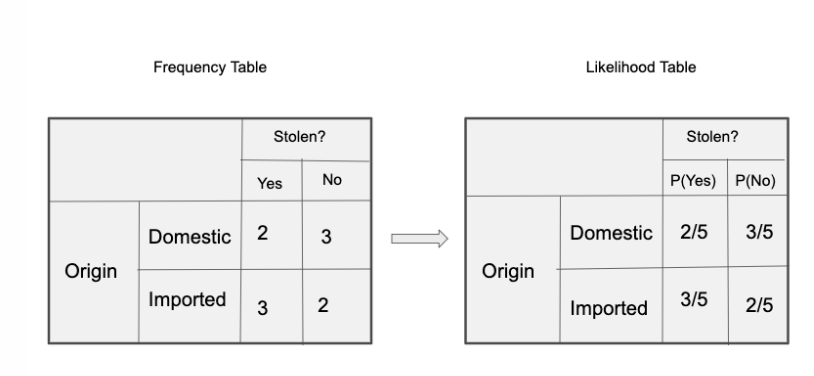 Frequency Table
Likelihood Table
Stolen?
Yes No
Origin
Domestic 2 3
Imported 3 2
Stolen?
P(Yes) P(No)
Origin
Domestic 2/5 3/5
Imported 3/5 2/5